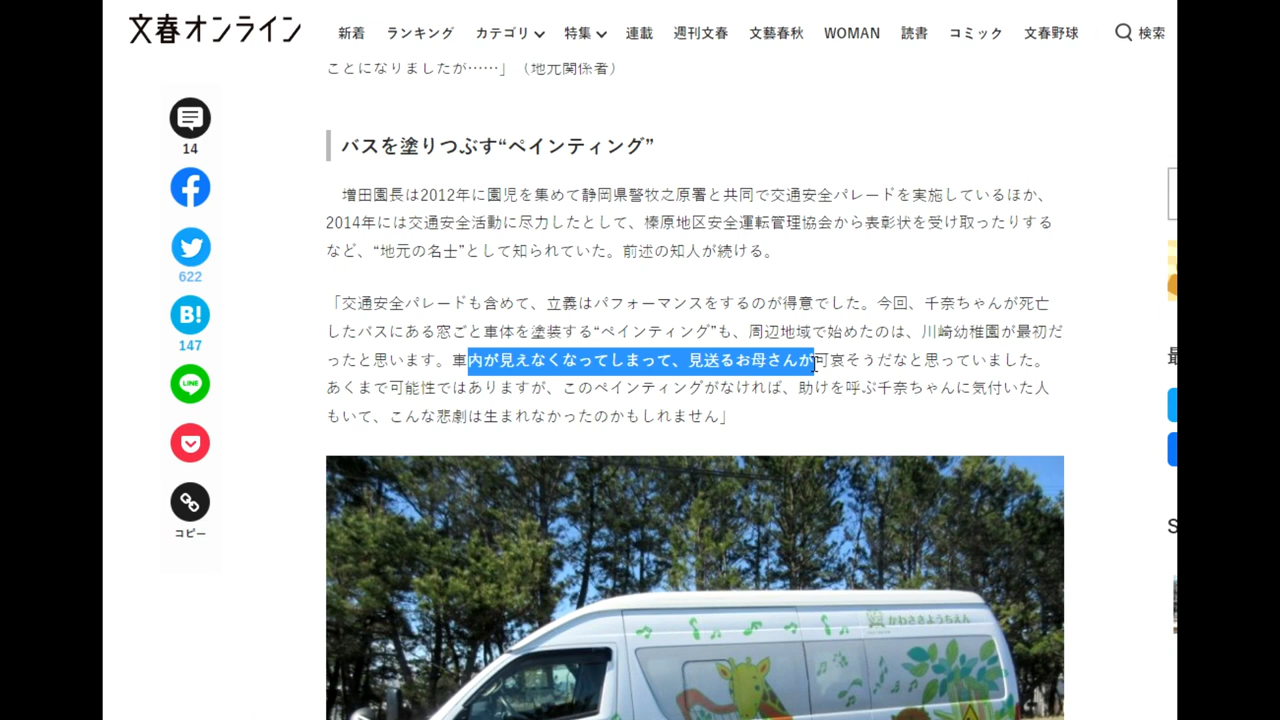 文春オンライン
新着 ランキング カテゴリ 特集 連載 週刊文春 文藝春秋 WOMAN 読書 コミック 文春野球 検索
ことになりましたが……」（地元関係者）
14
622
B!
147
LINE
コピー
バスを塗りつぶす“ペインティング”
増田園長は2012年に園児を集めて静岡県警牧之原署と共同で交通安全パレードを実施しているほか、
2014年には交通安全活動に尽力したとして、榛原地区安全運転管理協会から表彰状を受け取ったりする
など、“地元の名士”として知られていた。前述の知人が続ける。
「交通安全パレードも含めて、立義はパフォーマンスをするのが得意でした。今回、千奈ちゃんが死亡
したバスにある窓ごと車体を塗装する“ペインティング”も、周辺地域で始めたのは、川崎幼稚園が最初だ
ったと思います。車内が見えなくなってしまって、見送るお母さんが可哀そうだなと思っていました。
あくまで可能性ではありますが、このペインティングがなければ、助けを呼ぶ千奈ちゃんに気付いた人
もいて、こんな悲劇は生まれなかったのかもしれません」
かわさきようちえん